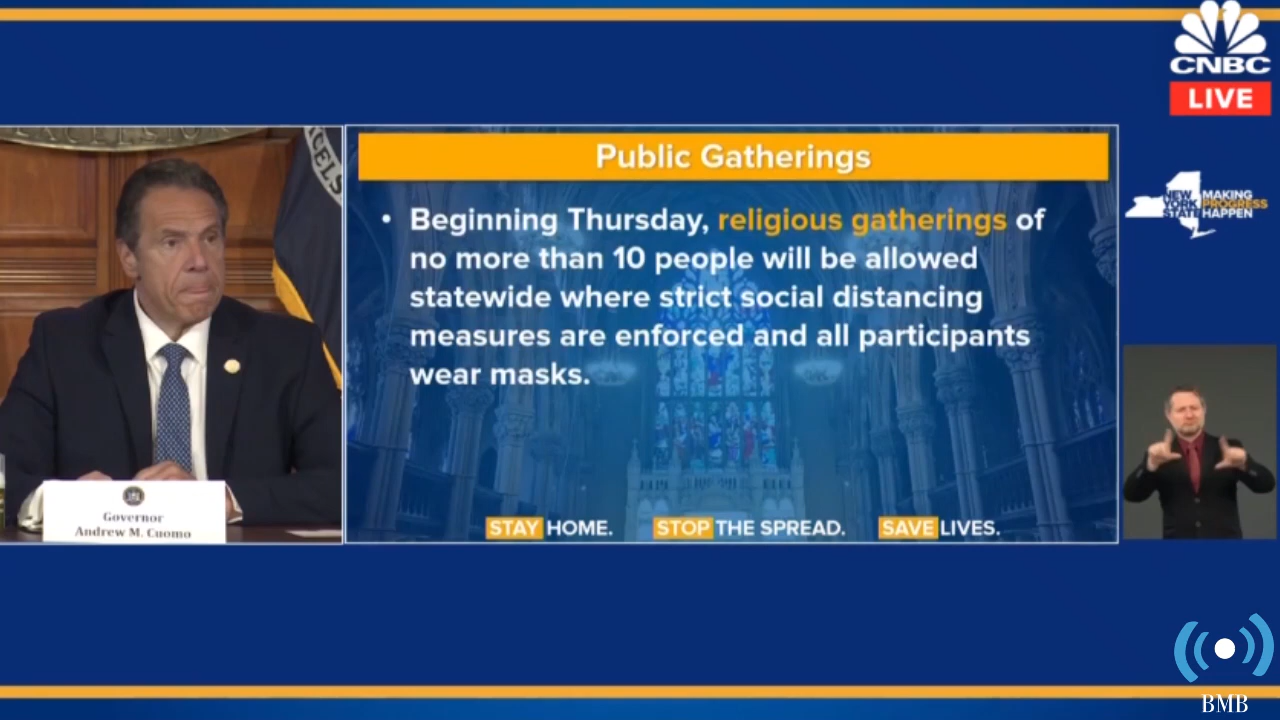 CNBC
LIVE
EXCELSIOR
EXCELS
Public Gatherings
• Beginning Thursday, religious gatherings of
no more than 10 people will be allowed
statewide where strict social distancing
measures are enforced and all participants
wear masks.
STAY HOME. STOP THE SPREAD. SAVE LIVES.
NEW
YORK
STATE
MAKING
PROGRESS
HAPPEN
Governor
Andrew M. Cuomo
BMB